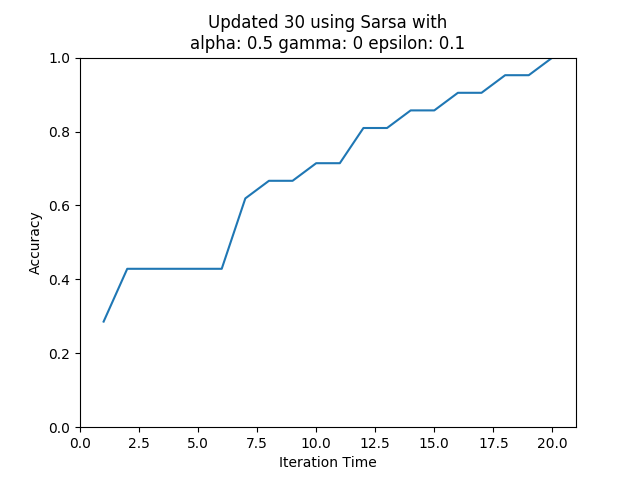 Updated 30 using Sarsa with
alpha: 0.5 gamma: 0 epsilon: 0.1
1.0
0.8
0.6
0.4
0.2
0.0
Accuracy
0.0 2.5 5.0 7.5 10.0 12.5 15.0 17.5 20.0
Iteration Time